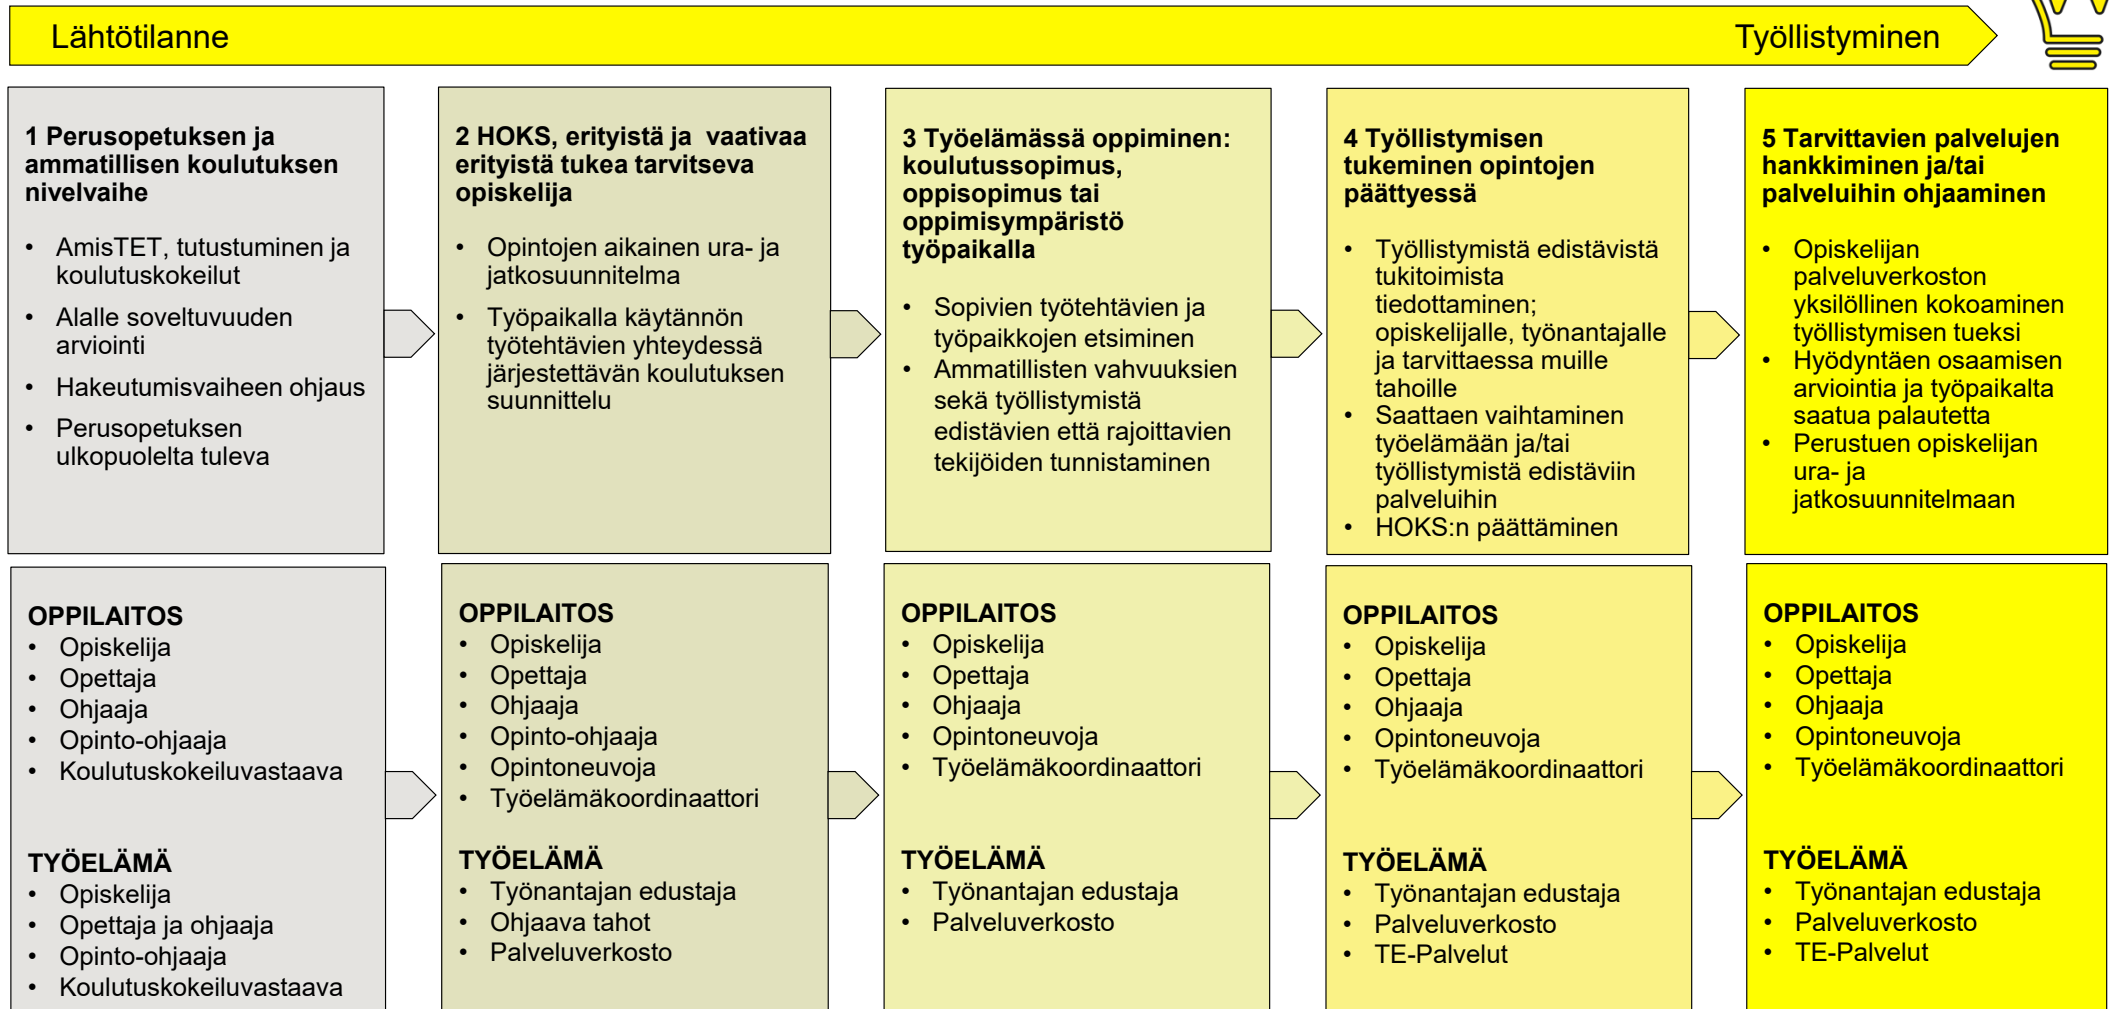 Lähtötilanne
Työllistyminen
1 Perusopetuksen ja
ammatillisen koulutuksen
nivelvaihe
• AmisTET, tutustuminen ja
koulutuskokeilut
• Alalle soveltuvuuden
arviointi
• Hakeutumisvaiheen ohjaus
• Perusopetuksen
ulkopuolelta tuleva
2 HOKS, erityistä ja vaativaa
erityistä tukea tarvitseva
opiskelija
• Opintojen aikainen ura- ja
jatkosuunnitelma
• Työpaikalla käytännön
työtehtävien yhteydessä
järjestettävän koulutuksen
suunnittelu
3 Työelämässä oppiminen:
koulutussopimus,
oppisopimus tai
oppimisympäristö
työpaikalla
• Sopivien työtehtävien ja
työpaikkojen etsiminen
• Ammatillisten vahvuuksien
sekä työllistymistä
edistävien että rajoittavien
tekijöiden tunnistaminen
4 Työllistymisen
tukeminen opintojen
päättyessä
• Työllistymistä edistävistä
tukitoimista
tiedottaminen;
opiskelijalle, työnantajalle
ja tarvittaessa muille
tahoille
• Saattaen vaihtaminen
työelämään ja/tai
työllistymistä edistäviin
palveluihin
• HOKS:n päättäminen
5 Tarvittavien palvelujen
hankkiminen ja/tai
palveluihin ohjaaminen
• Opiskelijan
palveluverkoston
yksilöllinen kokoaminen
työllistymisen tueksi
• Hyödyntäen osaamisen
arviointia ja työpaikalta
saatua palautetta
• Perustuen opiskelijan
ura- ja
jatkosuunnitelmaan
OPPILAITOS
• Opiskelija
• Opettaja
• Ohjaaja
• Opinto-ohjaaja
• Koulutuskokeiluvastaava
TYÖELÄMÄ
• Opiskelija
• Opettaja ja ohjaaja
• Opinto-ohjaaja
• Koulutuskokeiluvastaava
OPPILAITOS
• Opiskelija
• Opettaja
• Ohjaaja
• Opinto-ohjaaja
• Opintoneuvoja
• Työelämäkoordinaattori
TYÖELÄMÄ
• Työnantajan edustaja
• Ohjaava tahot
• Palveluverkosto
OPPILAITOS
• Opiskelija
• Opettaja
• Ohjaaja
• Opintoneuvoja
• Työelämäkoordinaattori
TYÖELÄMÄ
• Työnantajan edustaja
• Palveluverkosto
OPPILAITOS
• Opiskelija
• Opettaja
• Ohjaaja
• Opintoneuvoja
• Työelämäkoordinaattori
TYÖELÄMÄ
• Työnantajan edustaja
• Palveluverkosto
• TE-Palvelut
OPPILAITOS
• Opiskelija
• Opettaja
• Ohjaaja
• Opintoneuvoja
• Työelämäkoordinaattori
TYÖELÄMÄ
• Työnantajan edustaja
• Palveluverkosto
• TE-Palvelut